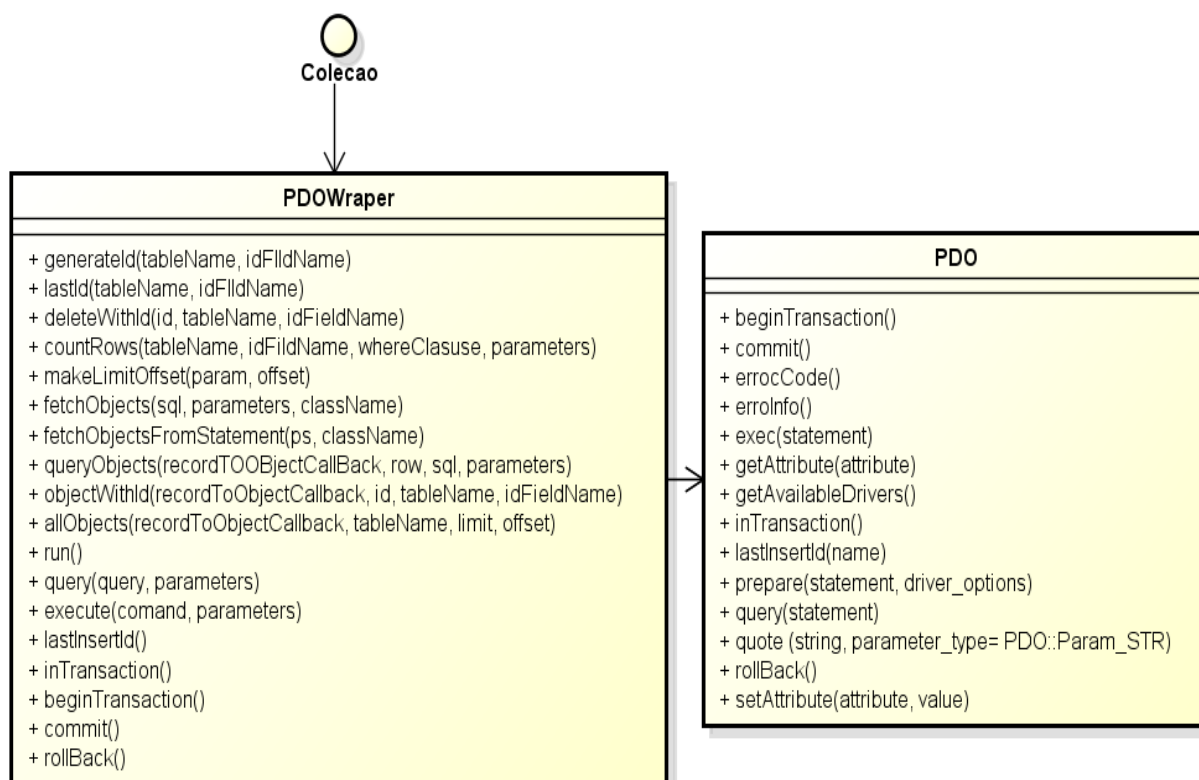 Colecao
PDOWraper
+ generateId(tableName, idFlldName)
+ lastId(tableName, idFlldName)
+ deleteWithId(id, tableName, idFieldName)
+ countRows(tableName, idFildName, whereClasuse, parameters)
+ makeLimitOffset(param, offset)
+ fetchObjects(sql, parameters, className)
+ fetchObjectsFromStatement(ps, className)
+ queryObjects(recordTOOBjectCallBack, row, sql, parameters)
+ objectWithId(recordToObjectCallback, id, tableName, idFieldName)
+ allObjects(recordToObjectCallback, tableName, limit, offset)
+ run()
+ query(query, parameters)
+ execute(comand, parameters)
+ lastInsertId()
+ inTransaction()
+ beginTransaction()
+ commit()
+ rollBack()
PDO
+ beginTransaction()
+ commit()
+ errocCode()
+ erroInfo()
+ exec(statement)
+ getAttribute(attribute)
+ getAvailableDrivers()
+ inTransaction()
+ lastInsertId(name)
+ prepare(statement, driver_options)
+ query(statement)
+ quote (string, parameter_type= PDO::Param_STR)
+ rollBack()
+ setAttribute(attribute, value)